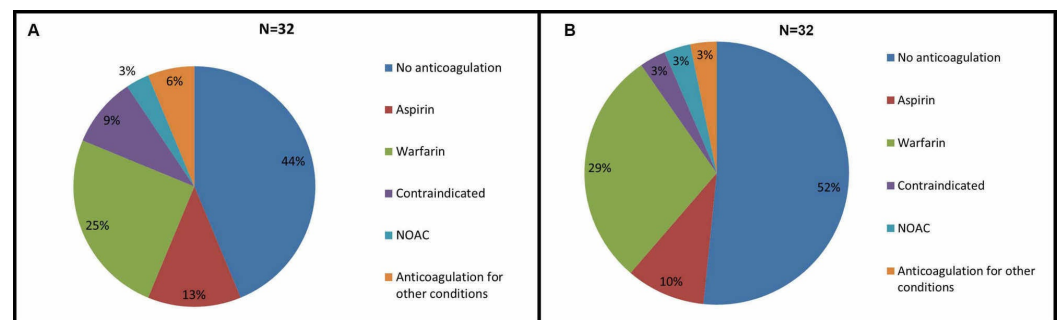 A
N=32
3%
6%
9%
44%
25%
13%
No anticoagulation
Aspirin
Warfarin
Contraindicated
NOAC
Anticoagulation for
other conditions
B
N=32
3%
3%
3%
29%
52%
10%
No anticoagulation
Aspirin
Warfarin
Contraindicated
NOAC
Anticoagulation for other
conditions